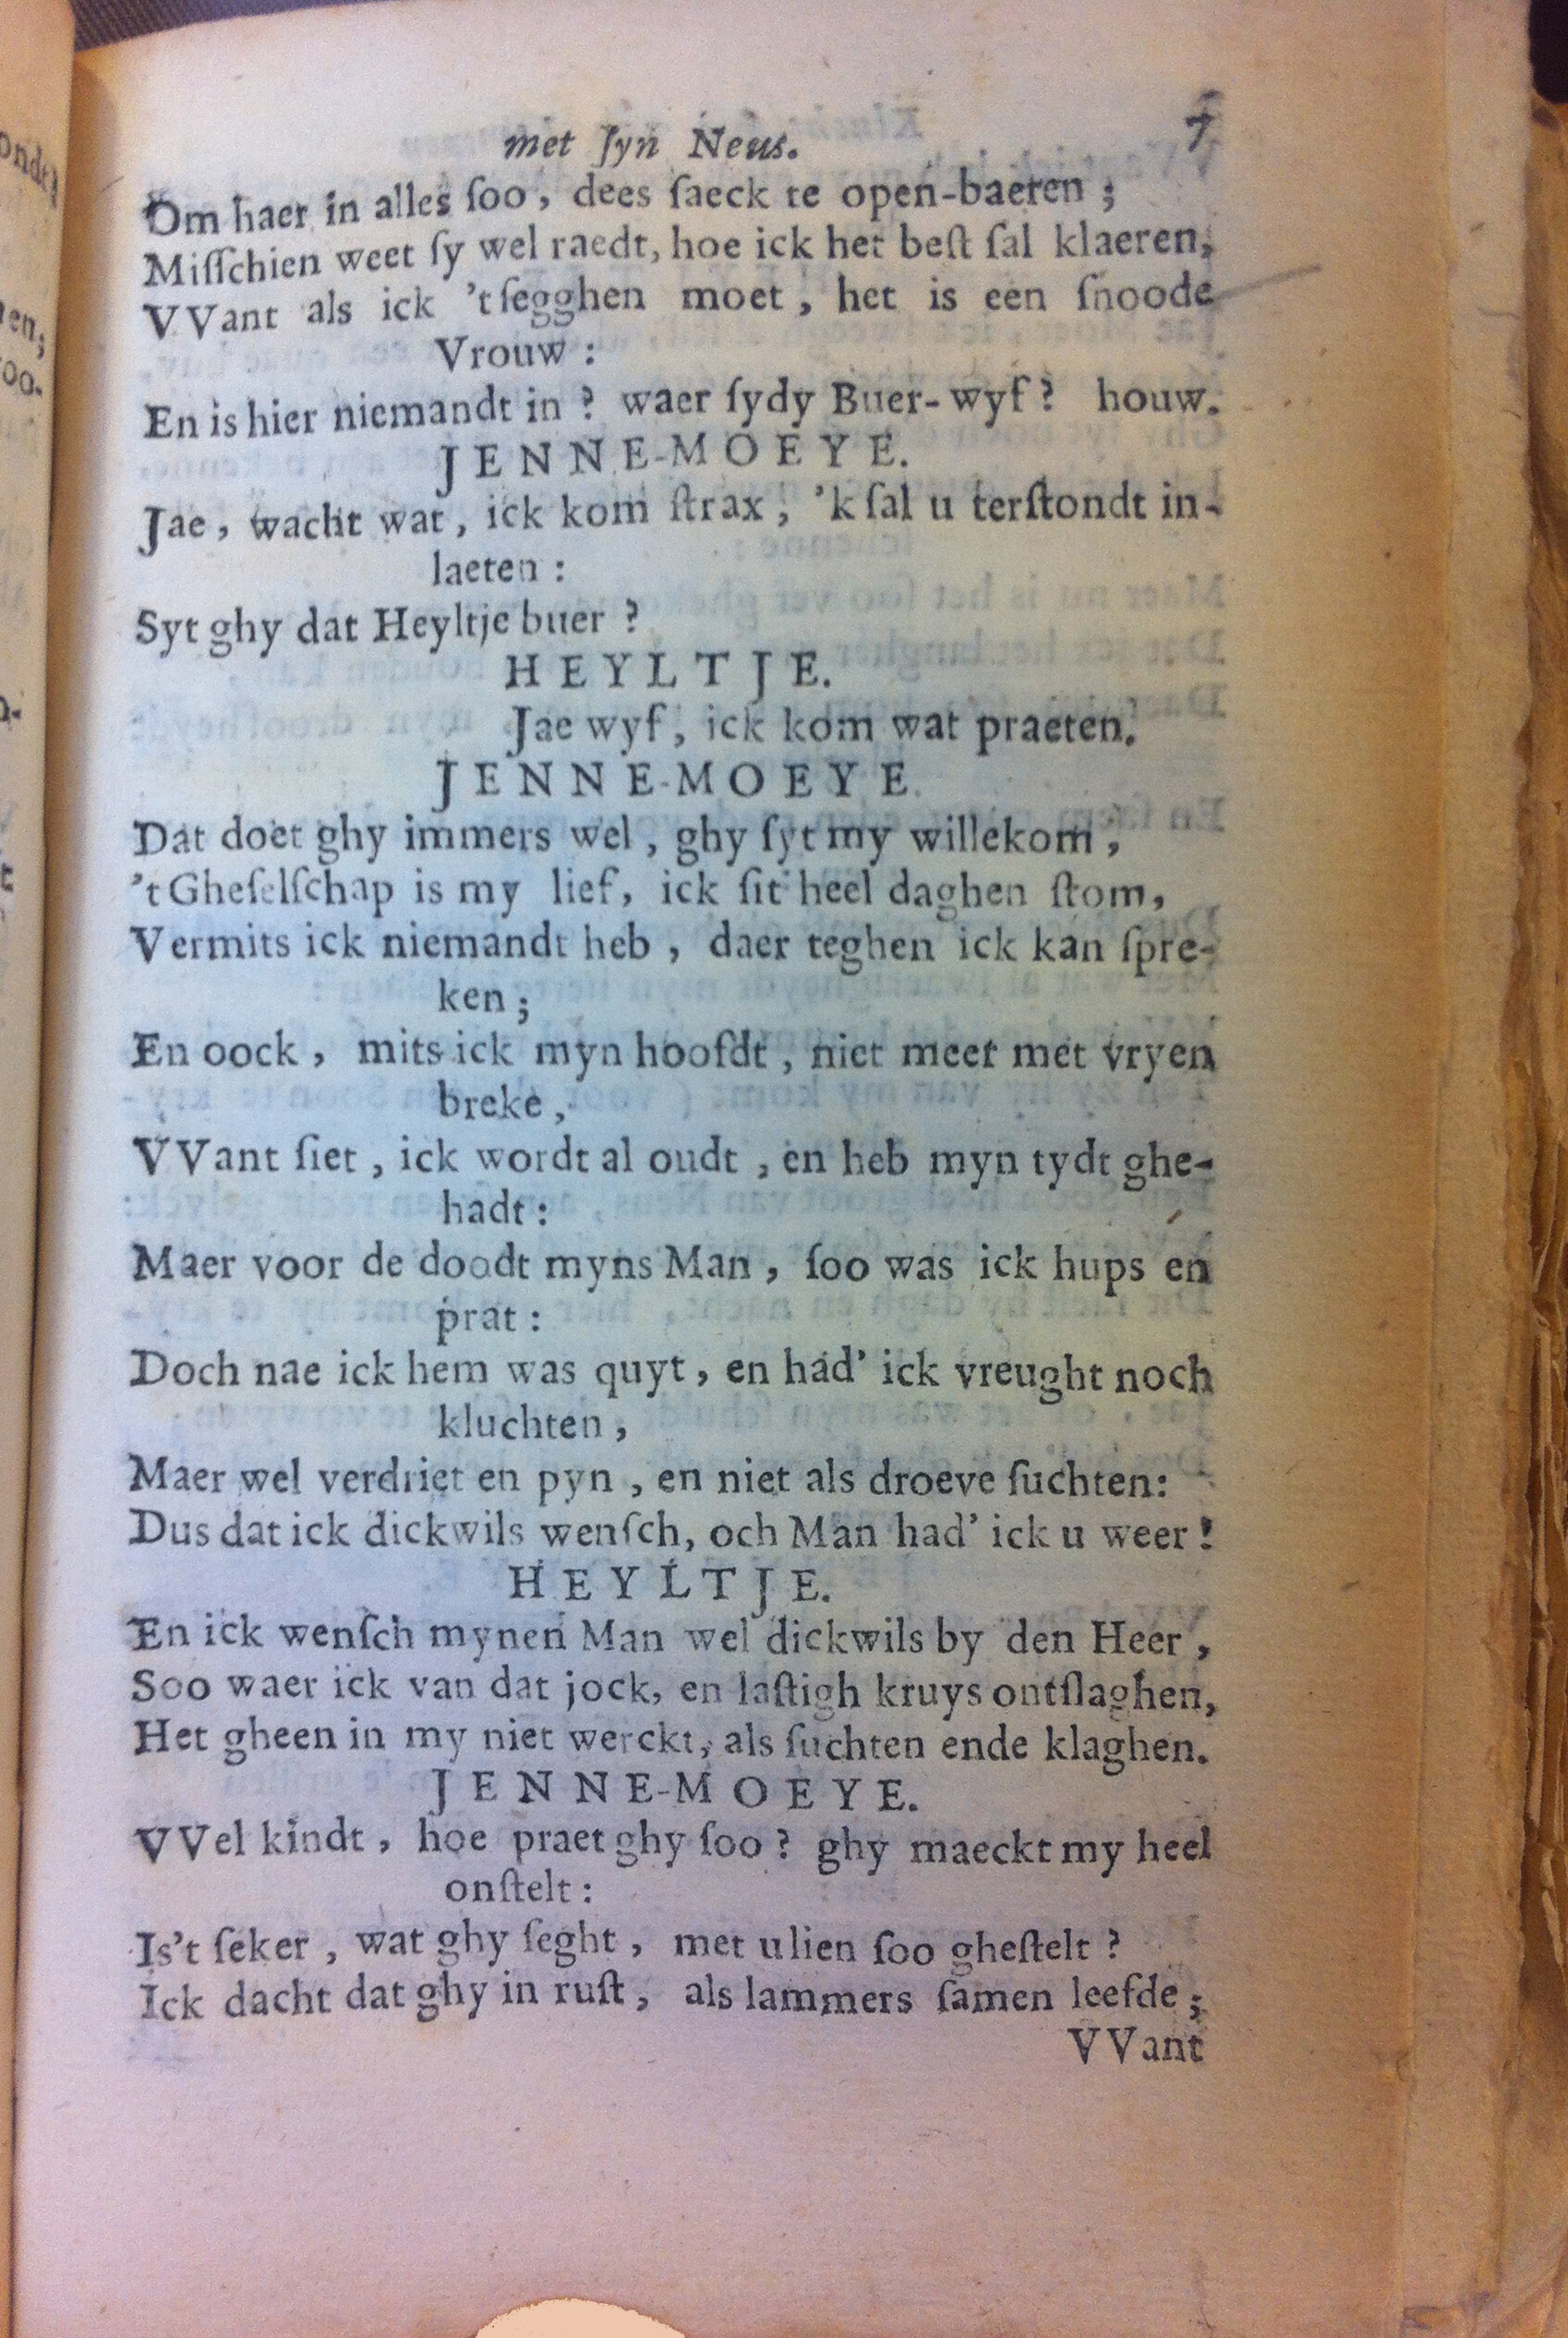 met ſyn Neus. 7
Om haer in alles ſoo, dees ſaeck te open-baeren;
Miſſchien weet ſy wel raedt, hoe ick het beſt ſal klaeren,
VVant als ick 't ſegghen moet, het is een ſnoode
Vrouw:
En is hier niemandt in? waer ſydy Buer-wyf? houw.
JENNE-MOEYE.
Jae, wacht wat, ick kom ſtrax, 'k ſal u terſtondt in-
laeten:
Syt ghy dat Heyltje buer?
HEYLTJE.
Jae wyf, ick kom wat praeten.
JENNE-MOEYE.
Dat doet ghy immers wel, ghy ſyt my willekom,
't Gheſelſchap is my lief, ick ſit heel daghen ſtom,
Vermits ick niemandt heb, daer teghen ick kan ſpre-
ken;
En oock, mits ick myn hoofdt, niet meer met vryen
breke,
VVant ſiet, ick wordt al oudt, en heb myn tydt ghe-
hadt:
Maer voor de doodt myns Man, ſoo was ick hups en
prat:
Doch nae ick hem was quyt, en had' ick vreught noch
kluchten,
Maer wel verdriet en pyn, en niet als droeve ſuchten:
Dus dat ick dickwils wenſch, och Man had' ick u weer!
HEYLTJE.
En ick wenſch mynen Man wel dickwils by den Heer,
Soo waer ick van dat jock, en laſtigh kruys ontſlaghen,
Het gheen in my niet werckt, als ſuchten ende klaghen.
JENNE-MOEYE.
VVel kindt, hoe praet ghy ſoo? ghy maeckt my heel
onſtelt:
Is't ſeker, wat ghy ſeght, met ulien ſoo gheſtelt?
Ick dacht dat ghy in ruſt, als lammers ſamen leefde;
VVant